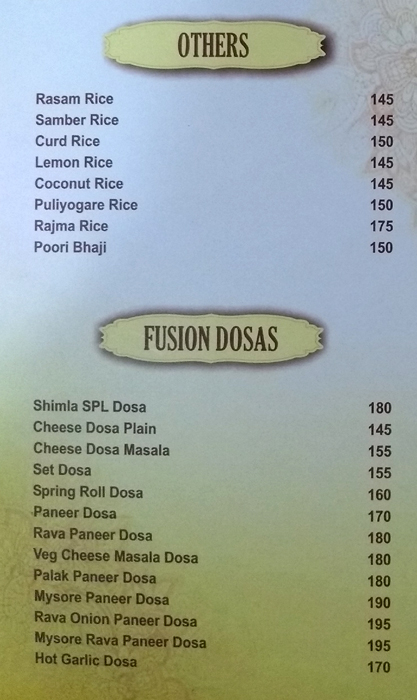 OTHERS
Rasam Rice 145
Samber Rice 145
Curd Rice 150
Lemon Rice 145
Coconut Rice 145
Puliyogare Rice 150
Rajma Rice 175
Poori Bhaji 150
FUSION DOSAS
Shimla SPL Dosa 180
Cheese Dosa Plain 145
Cheese Dosa Masala 155
Set Dosa 155
Spring Roll Dosa 160
Paneer Dosa 170
Rava Paneer Dosa 180
Veg Cheese Masala Dosa 180
Palak Paneer Dosa 180
Mysore Paneer Dosa 190
Rava Onion Paneer Dosa 195
Mysore Rava Paneer Dosa 195
Hot Garlic Dosa 170